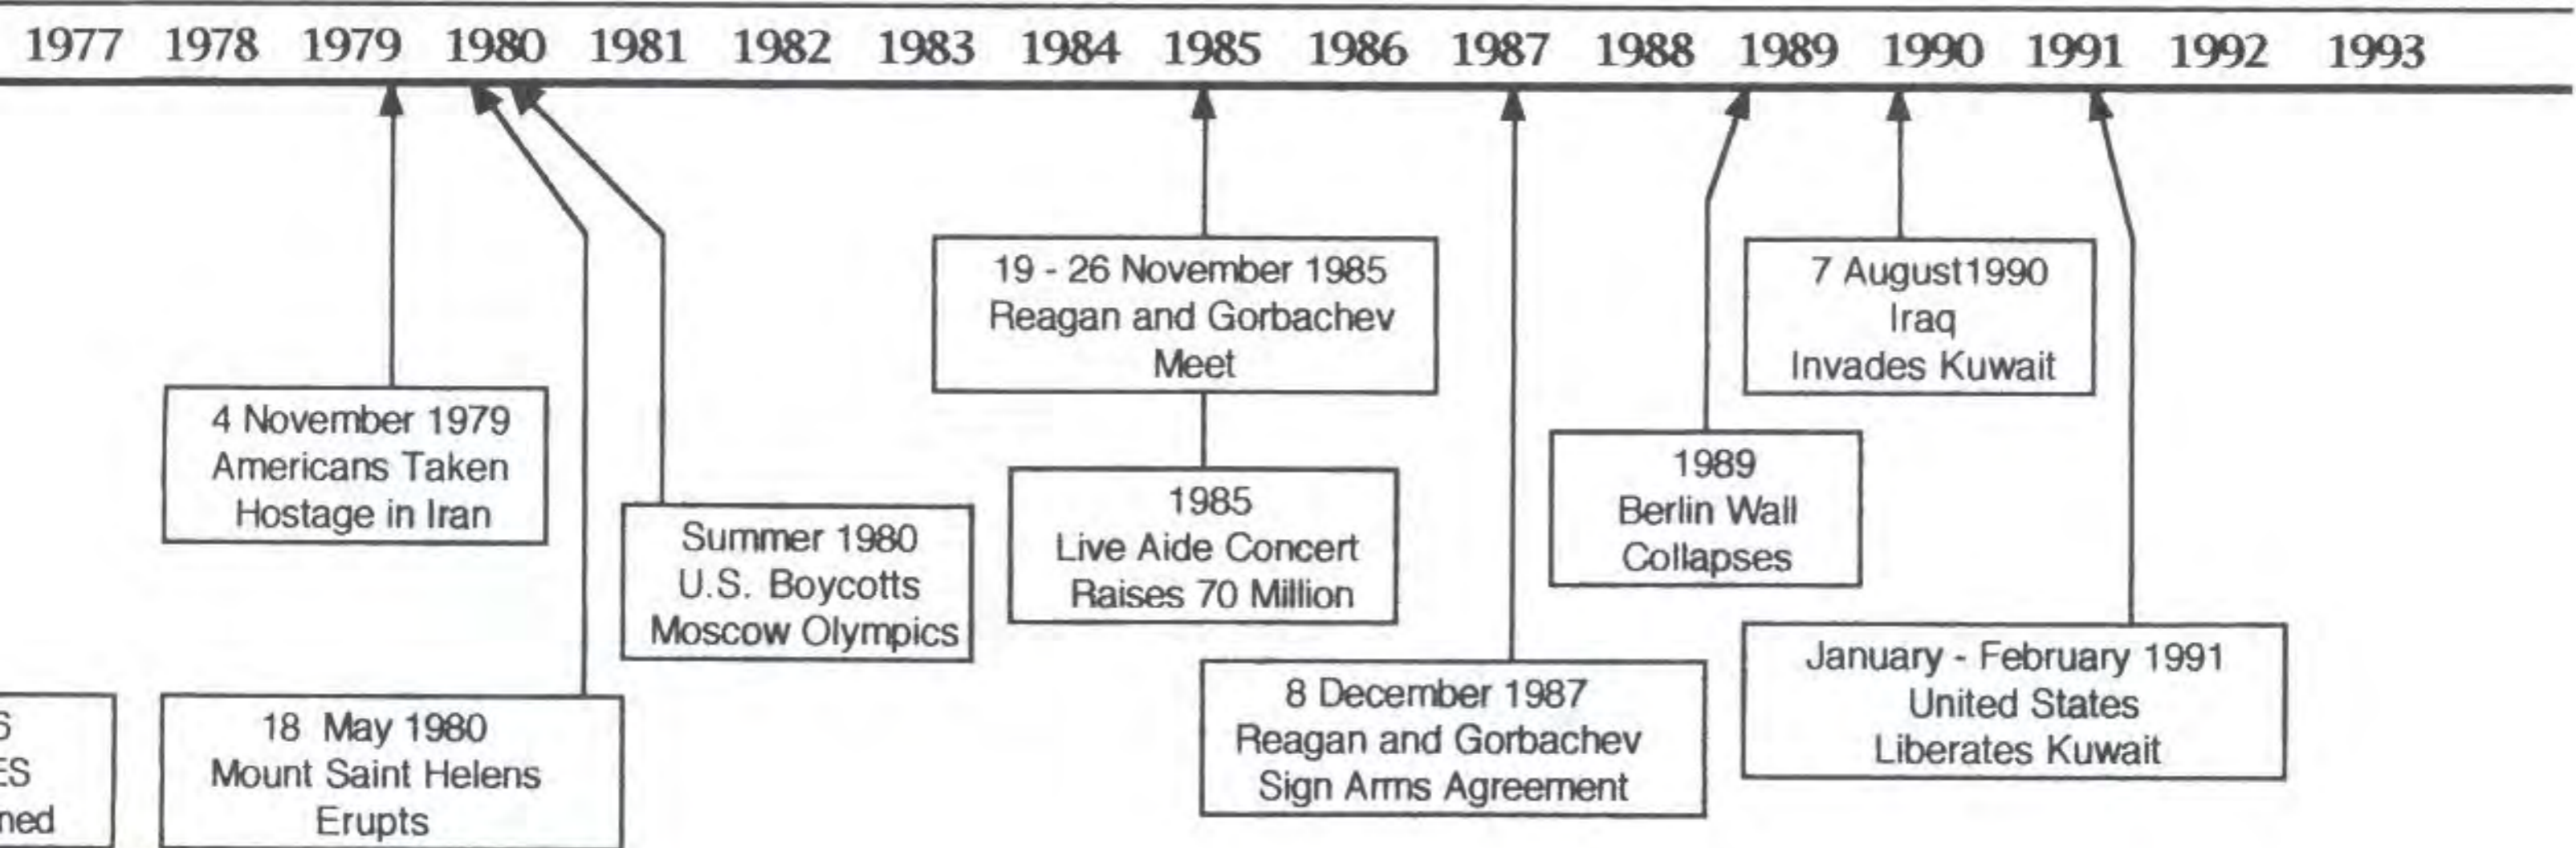 1977 1978 1979 1980 1981 1982 1983 1984 1985 1986 1987 1988 1989 1990 1991 1992 1993
19 - 26 November 1985
Reagan and Gorbachev
Meet
7 August1990
Iraq
Invades Kuwait
4 November 1979
Americans Taken
Hostage in Iran
1989
Berlin Wall
Collapses
1985
Live Aide Concert
Raises 70 Million
Summer 1980
U.S. Boycotts
Moscow Olympics
January - February 1991
United States
Liberates Kuwait
8 December 1987
Reagan and Gorbachev
Sign Arms Agreement
18 May 1980
Mount Saint Helens
Erupts